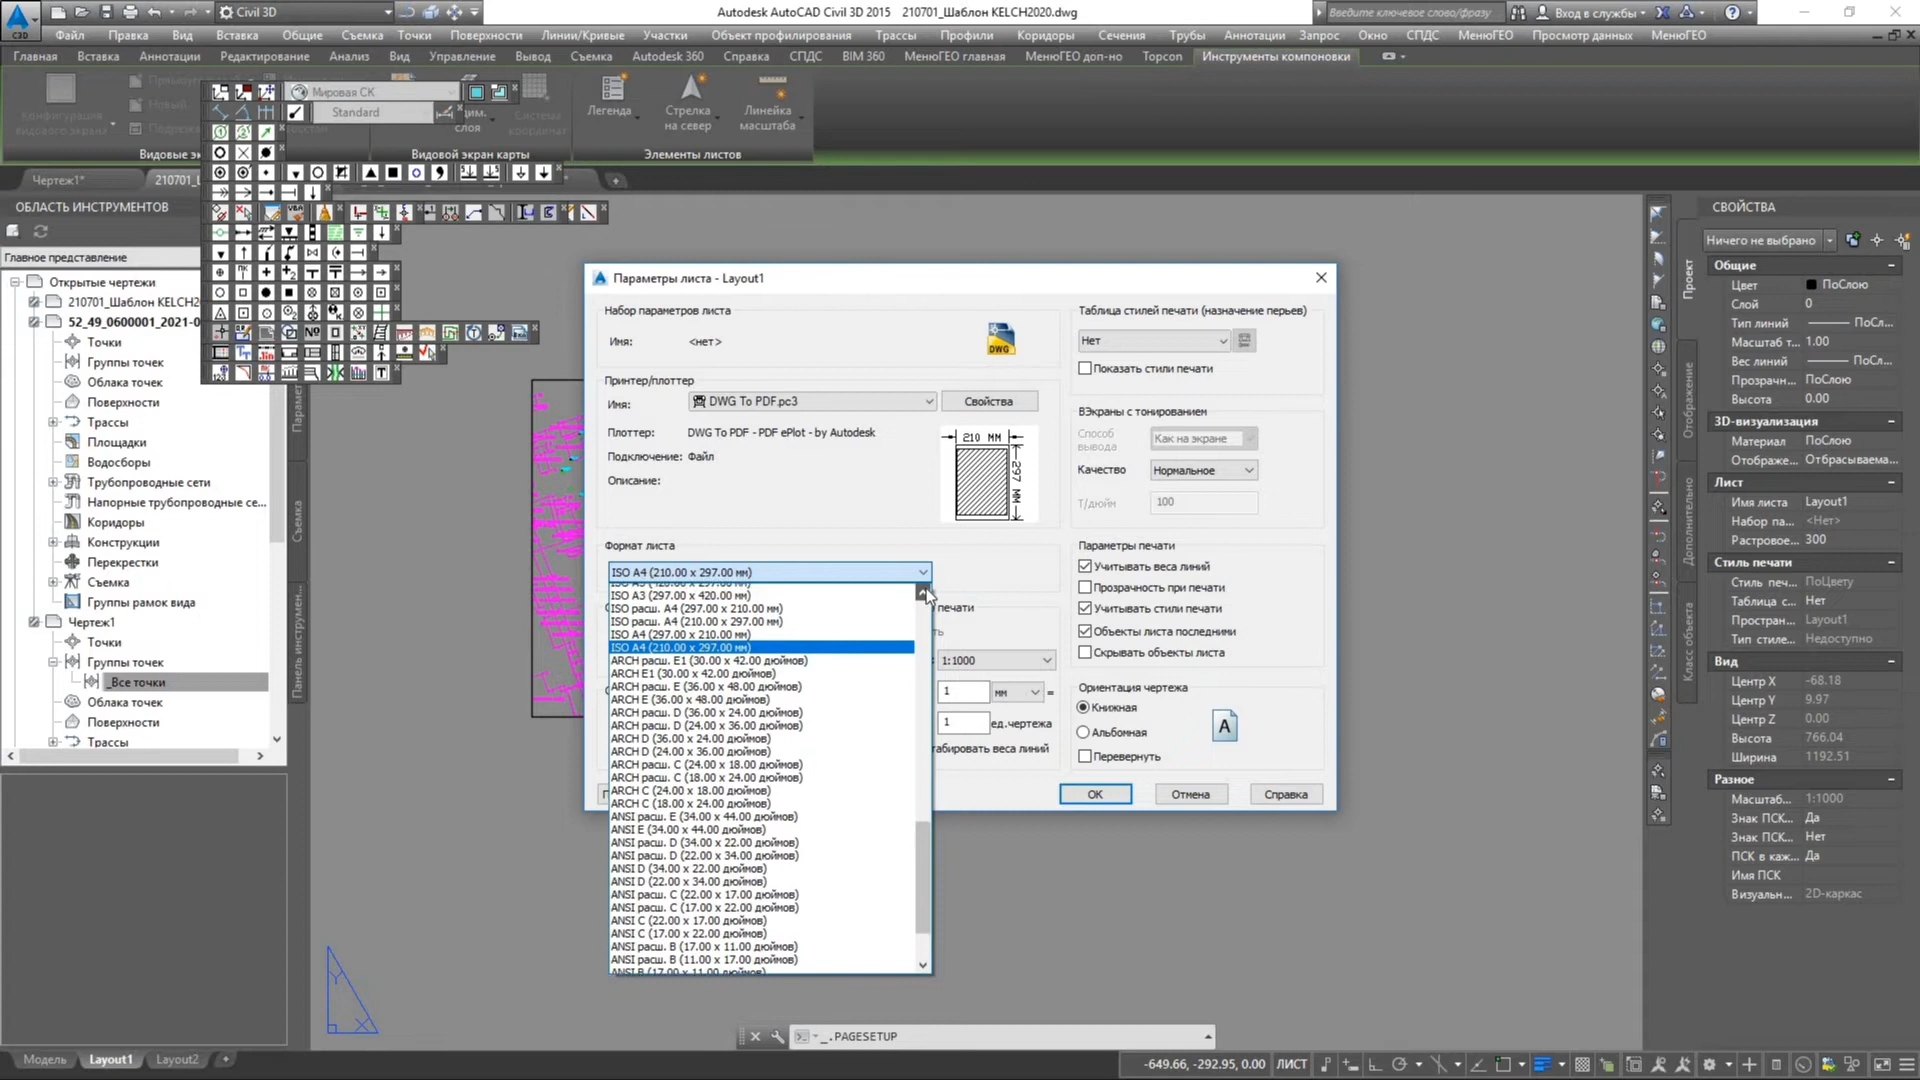 Civil 3D
Autodesk AutoCAD Civil 3D 2015 210701_Шаблон KELCH2020.dwg
Введите ключевое слово/фразу
Вход в службы
C3D
Файл Правка Вид Вставка Общие Съемка Точки Поверхности Линии/Кривые Участки Объект профилирования Трассы Профили Коридоры Сечения Трубы Аннотации Запрос Окно СПДС МенюГЕО Просмотр данных МенюГЕО
Главная Вставка Аннотации Редактирование Анализ Вид Управление Вывод Съемка Autodesk 360 Справка СПДС BIM 360 МенюГЕО главная МенюГЕО доп-но Торсоп Инструменты компоновки
Мировая СК
Standard
Конфигурация
видового экрана
слоя
Система
координат
Легенда
Стрелка
на север
Линейка
масштаба
Видовой экран карты
Элементы листов
Чертеж1*
ОБЛАСТЬ ИНСТРУМЕНТОВ
Главное представление
Открытые чертежи
210701_Шаблон KELCH2
52_49_0600001_2021-0
Точки
Группы точек
Облака точек
Поверхности
Трассы
Площадки
Водосборы
Трубопроводные сети
Напорные трубопроводные се...
Коридоры
Конструкции
Перекрестки
Съемка
Группы рамок вида
Чертеж1
Точки
Группы точек
_Все точки
Облака точек
Поверхности
Трассы
Съемка
Панель инструмен...
Параметры листа - Layout1
Набор параметров листа
Имя: <нет>
DWG
Принтер/плоттер
Имя: DWG To PDF.pc3
Свойства
Плоттер: DWG To PDF - PDF ePlot - by Autodesk
Подключение: Файл
Описание:
210 MM
297 MM
Формат листа
ISO A4 (210.00 x 297.00 мм)
ISO A3 (297.00 x 420.00 мм)
ISO расш. A4 (297.00 x 210.00 мм)
ISO расш. A4 (210.00 x 297.00 мм)
ISO A4 (297.00 x 210.00 мм)
ISO A4 (210.00 x 297.00 мм)
ARCH расш. E1 (30.00 x 42.00 дюймов)
ARCH E1 (30.00 x 42.00 дюймов)
ARCH расш. E (36.00 x 48.00 дюймов)
ARCH E (36.00 x 48.00 дюймов)
ARCH расш. D (36.00 x 24.00 дюймов)
ARCH расш. D (24.00 x 36.00 дюймов)
ARCH D (36.00 x 24.00 дюймов)
ARCH D (24.00 x 36.00 дюймов)
ARCH расш. C (24.00 x 18.00 дюймов)
ARCH расш. C (18.00 x 24.00 дюймов)
ARCH C (24.00 x 18.00 дюймов)
ARCH C (18.00 x 24.00 дюймов)
ANSI расш. E (34.00 x 44.00 дюймов)
ANSI E (34.00 x 44.00 дюймов)
ANSI расш. D (34.00 x 22.00 дюймов)
ANSI расш. D (22.00 x 34.00 дюймов)
ANSI D (34.00 x 22.00 дюймов)
ANSI D (22.00 x 34.00 дюймов)
ANSI расш. C (22.00 x 17.00 дюймов)
ANSI расш. C (17.00 x 22.00 дюймов)
ANSI C (22.00 x 17.00 дюймов)
ANSI C (17.00 x 22.00 дюймов)
ANSI расш. B (17.00 x 11.00 дюймов)
ANSI расш. B (11.00 x 17.00 дюймов)
ANSI B (17.00 x 11.00 дюймов)
печати
1:1000
1 мм =
1 ед.чертежа
табировать веса линий
Таблица стилей печати (назначение перьев)
Нет
Показать стили печати
ВЭкраны с тонированием
Способ
вывода
Как на экране
Качество Нормальное
Т/дюйм 100
Параметры печати
Учитывать веса линий
Прозрачность при печати
Учитывать стили печати
Объекты листа последними
Скрывать объекты листа
Ориентация чертежа
Книжная
Альбомная
Перевернуть
A
OK Отмена Справка
СВОЙСТВА
Ничего не выбрано
Проект
Отображение
Дополнительно
Класс объекта
Общие
Цвет ПоСлою
Слой 0
Тип линий ПоСл...
Масштаб т... 1.00
Вес линий ПоСл...
Прозрачн... ПоСлою
Высота 0.00
3D-визуализация
Материал ПоСлою
Отображе... Отбрасываема...
Лист
Имя листа Layout1
Набор па... <Нет>
Растровое... 300
Стиль печати
Стиль печ... ПоЦвету
Таблица с... Нет
Простран... Layout1
Тип стиле... Недоступно
Вид
Центр X -68.18
Центр Y 9.97
Центр Z 0.00
Высота 766.04
Ширина 1192.51
Разное
Масштаб... 1:1000
Знак ПСК... Да
Знак ПСК... Нет
ПСК в каж... Да
Имя ПСК
Визуальн... 2D-каркас
Y
X
_.PAGESETUP
Модель Layout1 Layout2
-649.66, -292.95, 0.00 ЛИСТ